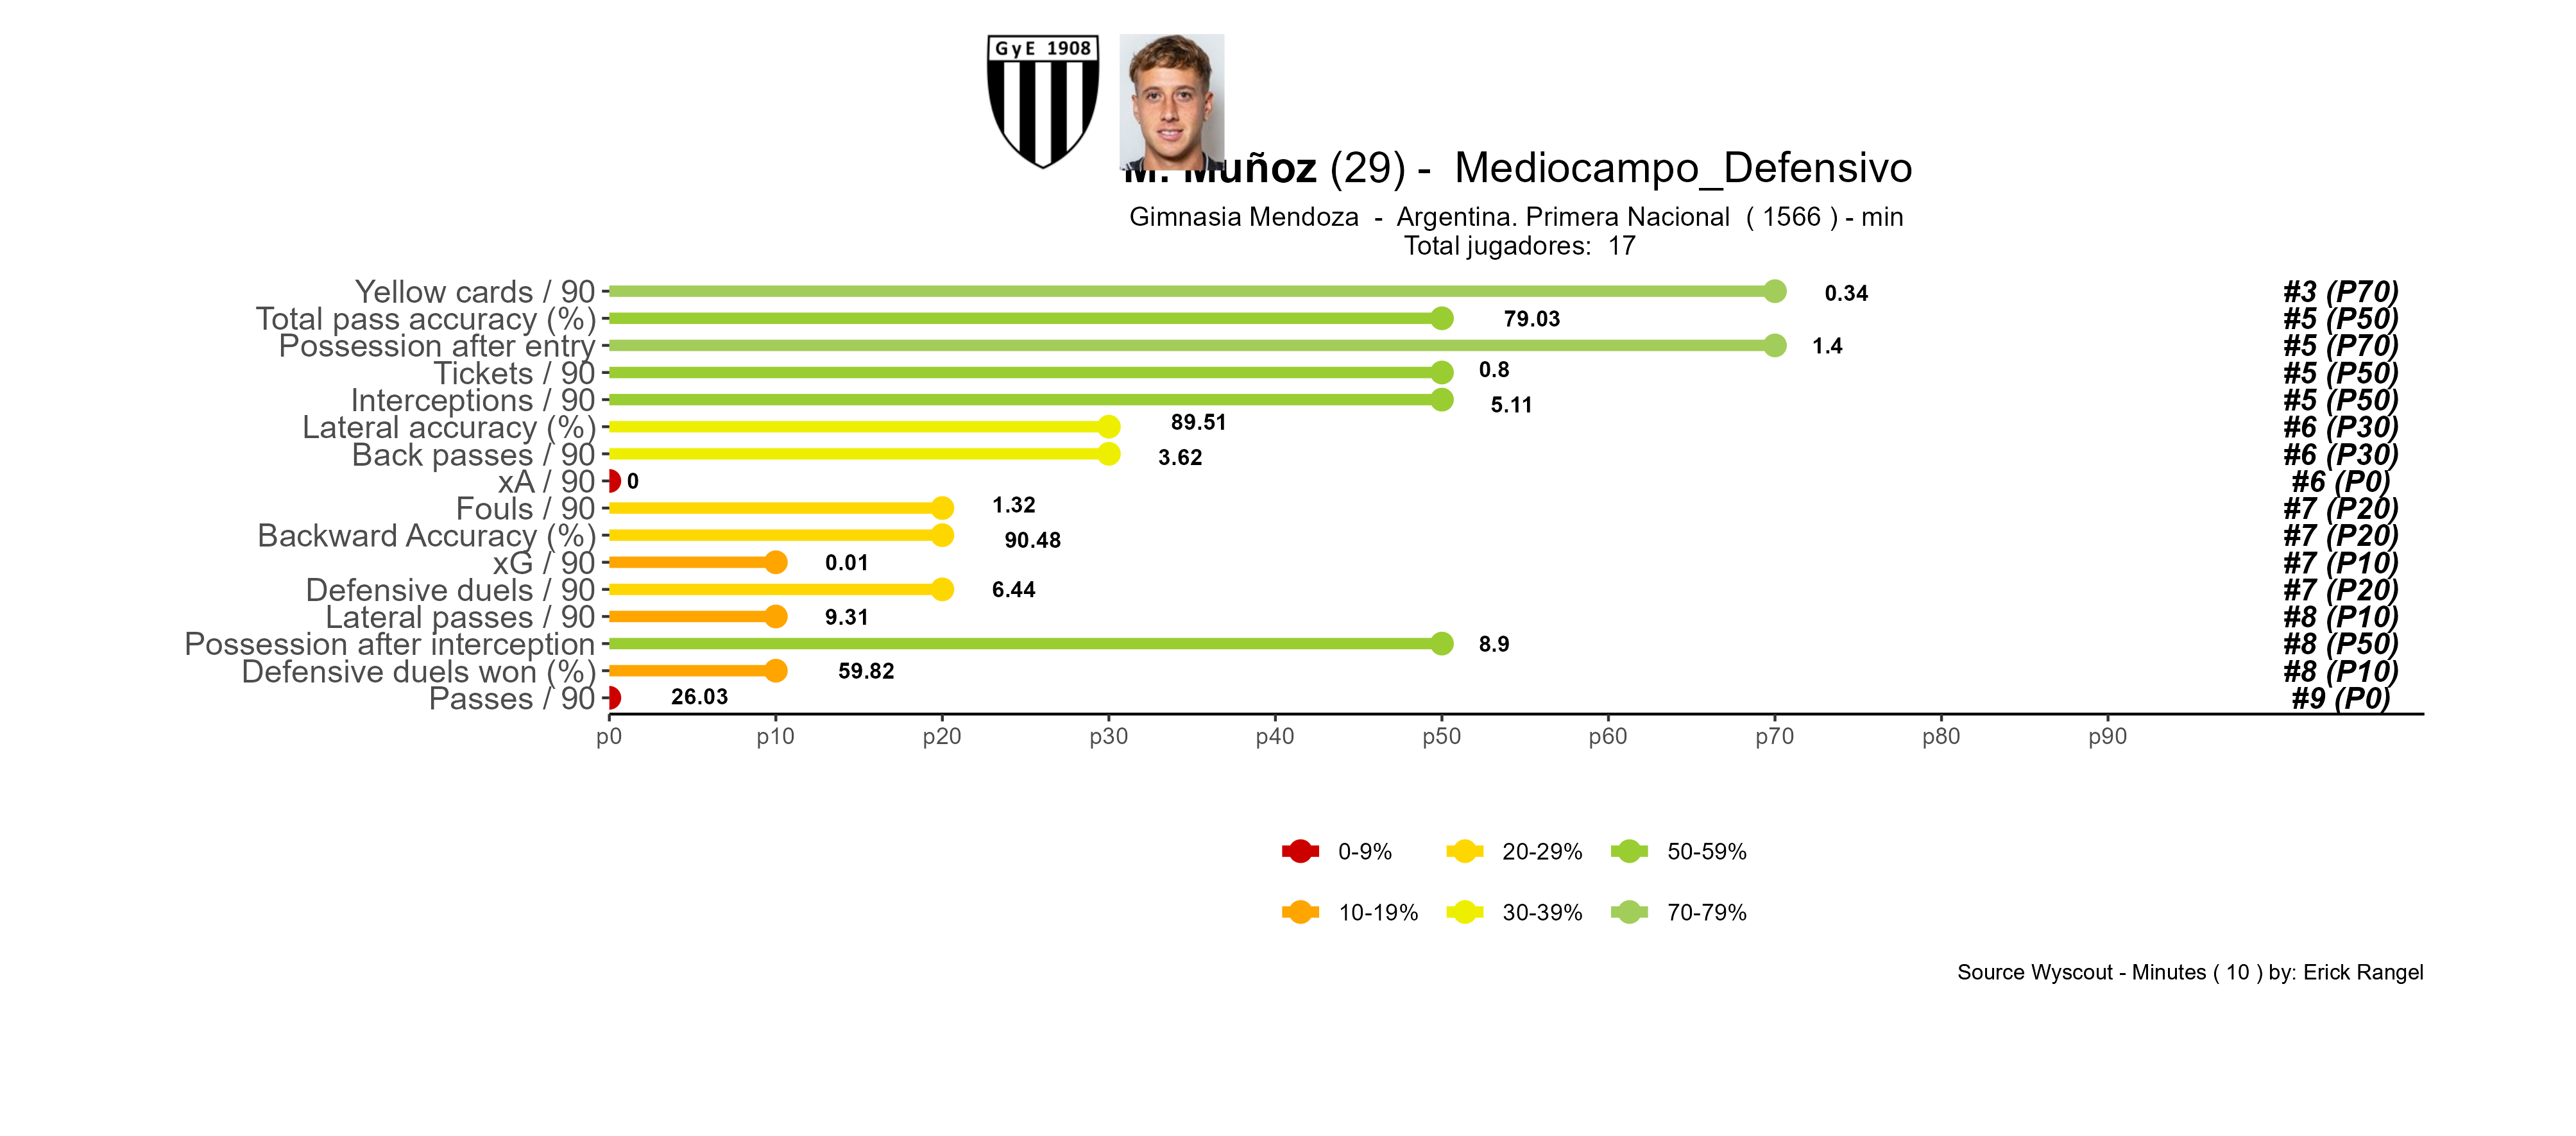 GyE 1908
M. Muñoz (29) - Mediocampo_Defensivo
Gimnasia Mendoza - Argentina. Primera Nacional ( 1566 ) - min
Total jugadores: 17
Yellow cards / 90 0.34 #3 (P70)
Total pass accuracy (%) 79.03 #5 (P50)
Possession after entry 1.4 #5 (P70)
Tickets / 90 0.8 #5 (P50)
Interceptions / 90 5.11 #5 (P50)
Lateral accuracy (%) 89.51 #6 (P30)
Back passes / 90 3.62 #6 (P30)
xA / 90 0 #6 (P0)
Fouls / 90 1.32 #7 (P20)
Backward Accuracy (%) 90.48 #7 (P20)
xG / 90 0.01 #7 (P10)
Defensive duels / 90 6.44 #7 (P20)
Lateral passes / 90 9.31 #8 (P10)
Possession after interception 8.9 #8 (P50)
Defensive duels won (%) 59.82 #8 (P10)
Passes / 90 26.03 #9 (P0)
p0 p10 p20 p30 p40 p50 p60 p70 p80 p90
0-9% 20-29% 50-59%
10-19% 30-39% 70-79%
Source Wyscout - Minutes ( 10 ) by: Erick Rangel